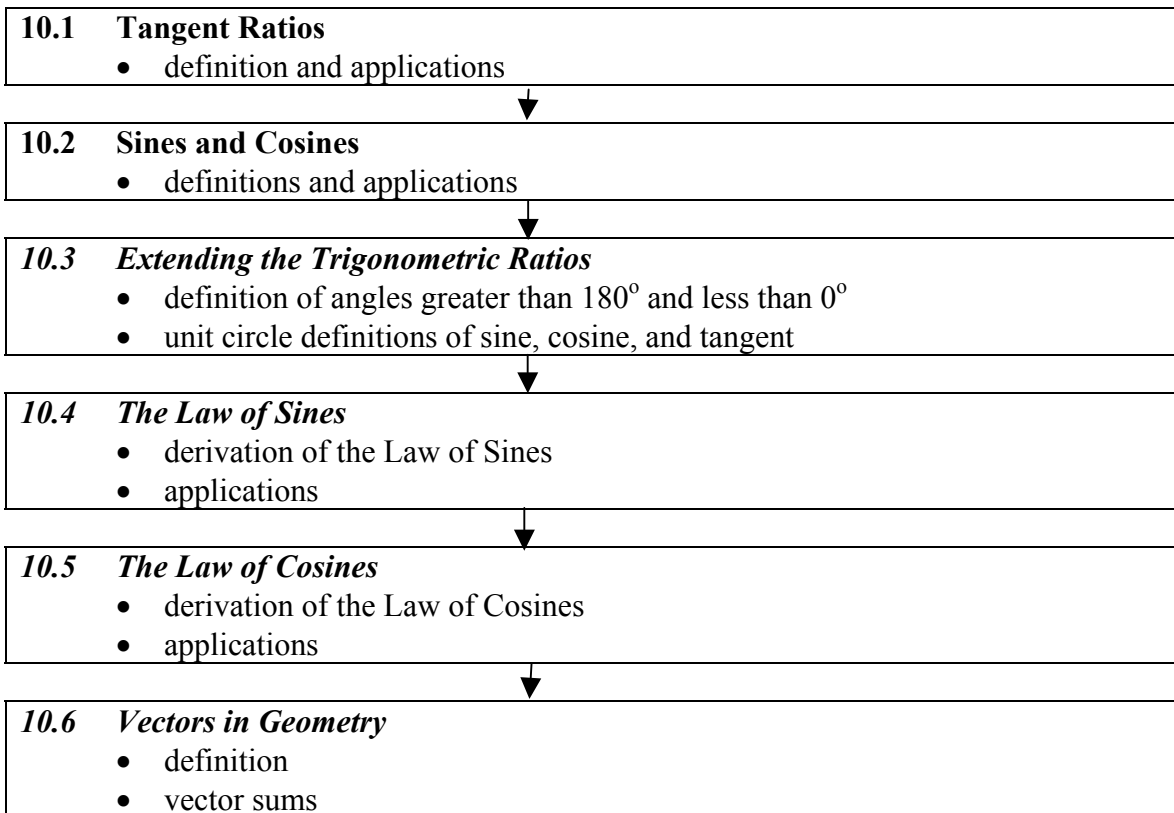 10.1 Tangent Ratios
• definition and applications
10.2 Sines and Cosines
• definitions and applications
10.3 Extending the Trigonometric Ratios
• definition of angles greater than 180° and less than 0°
• unit circle definitions of sine, cosine, and tangent
10.4 The Law of Sines
• derivation of the Law of Sines
• applications
10.5 The Law of Cosines
• derivation of the Law of Cosines
• applications
10.6 Vectors in Geometry
• definition
• vector sums